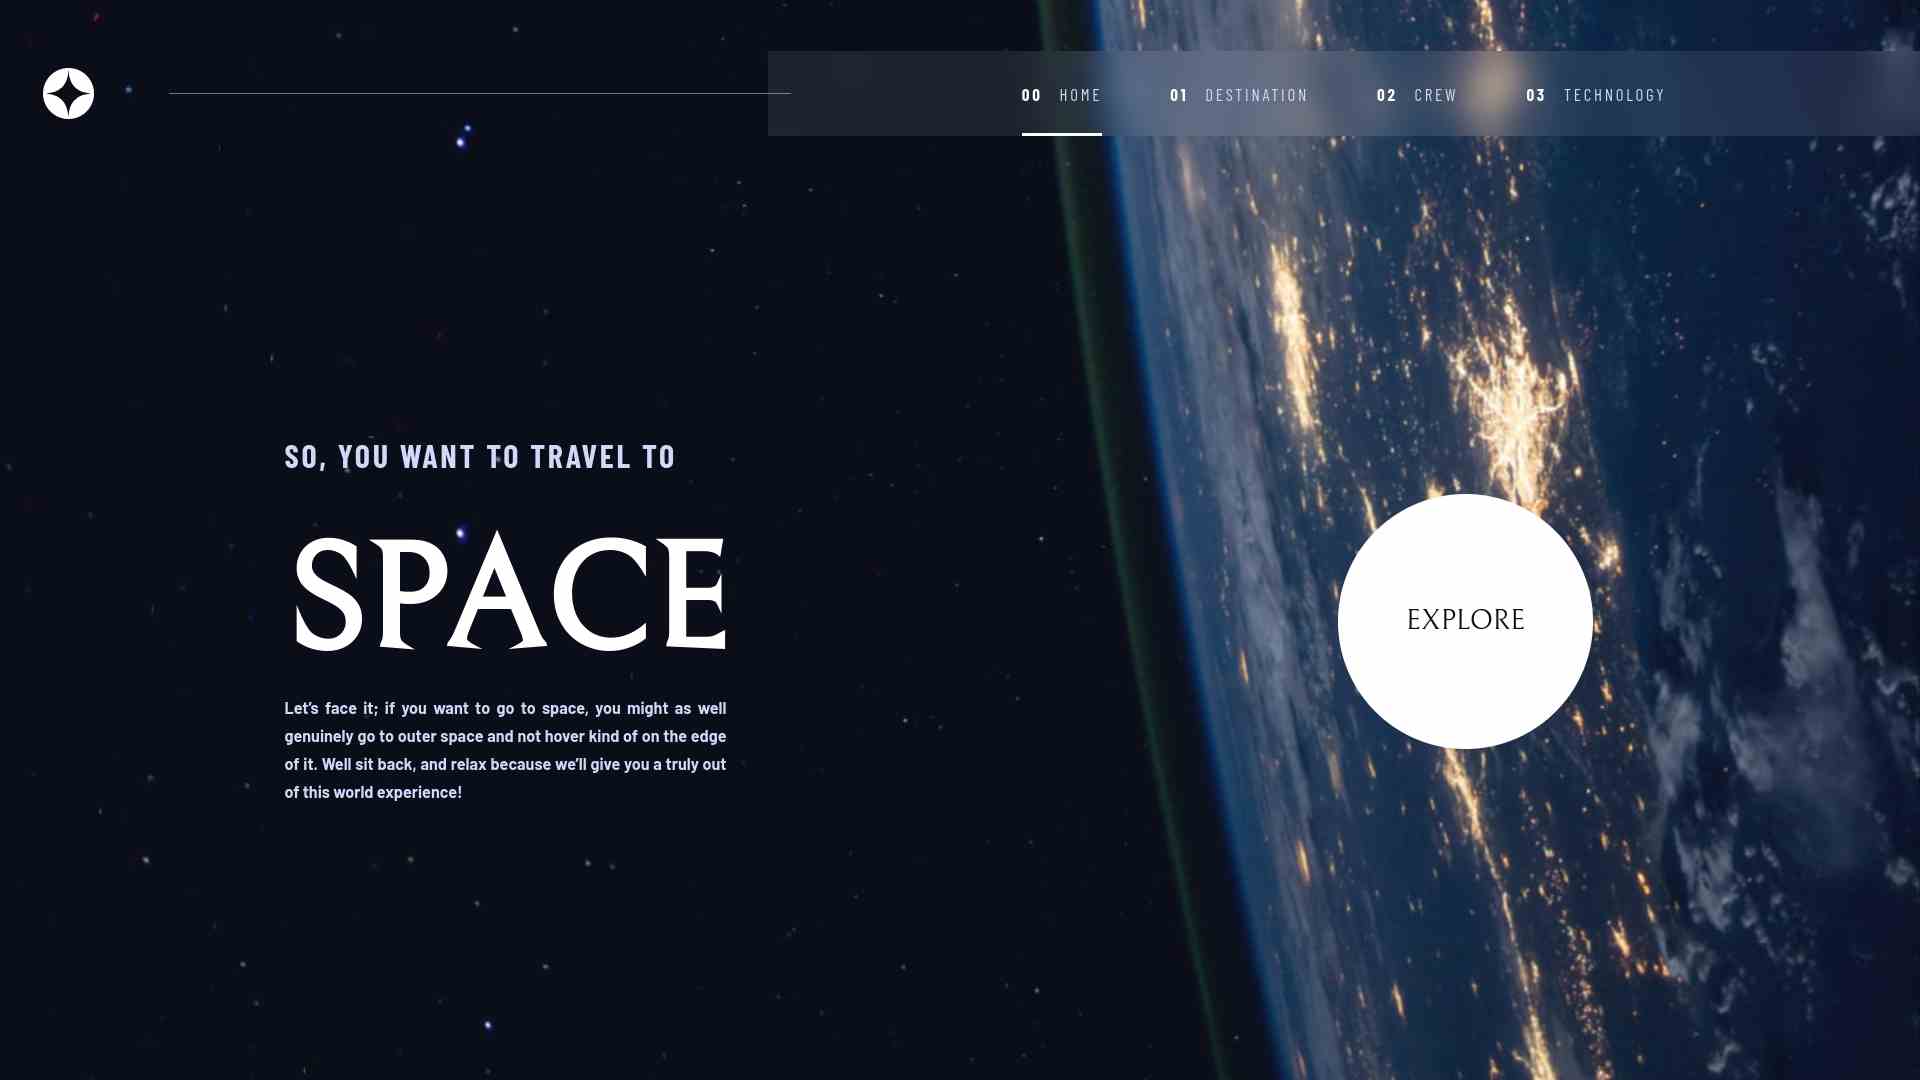 00 HOME 01 DESTINATION 02 CREW 03 TECHNOLOGY
SO, YOU WANT TO TRAVEL TO
SPACE
Let’s face it; if you want to go to space, you might as well
genuinely go to outer space and not hover kind of on the edge
of it. Well sit back, and relax because we’ll give you a truly out
of this world experience!
EXPLORE